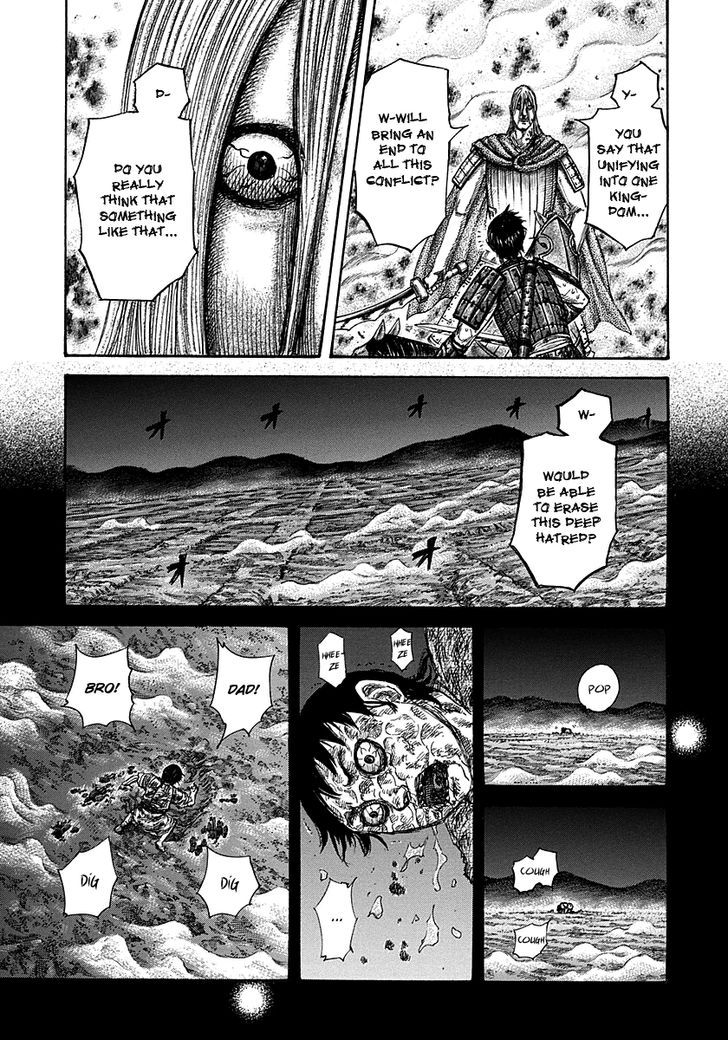 Y-
YOU
SAY THAT
UNIFYING
INTO ONE
KING-
DOM...
W-WILL
BRING AN
END TO
ALL THIS
CONFLICT?
D-
DO YOU
REALLY
THINK THAT
SOMETHING
LIKE THAT...
W-
WOULD
BE ABLE
TO ERASE
THIS DEEP
HATRED?
POP
COUGH
COUGH
WHEE-
ZE
WHEE-
ZE
...
DAD!
BRO!
DIG
DIG